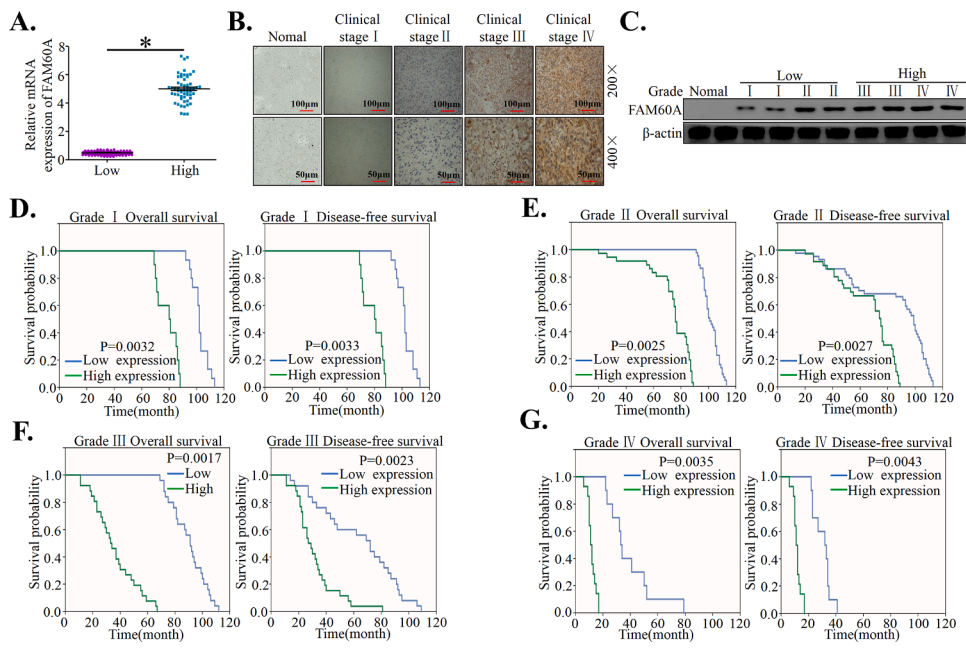 A.
Relative mRNA
expression of FAM60A
8
6
4
2
0
*
Low
High
B.
Nomal
Clinical
stage Ⅰ
Clinical
stage Ⅱ
Clinical
stage Ⅲ
Clinical
stage Ⅳ
100μm
100μm
100μm
100μm
100μm
200×
50μm
50μm
50μm
50μm
50μm
400×
C.
Low
High
Grade
Nomal
Ⅰ
Ⅰ
Ⅱ
Ⅱ
Ⅲ
Ⅲ
Ⅳ
Ⅳ
FAM60A
β-actin
D.
Grade Ⅰ Overall survival
Survival probability
1.0
0.8
0.6
0.4
0.2
0.0
P=0.0032
Low expression
High expression
0 20 40 60 80 100 120
Time(month)
Grade Ⅰ Disease-free survival
Survival probability
1.0
0.8
0.6
0.4
0.2
0.0
P=0.0033
Low expression
High expression
0 20 40 60 80 100 120
Time(month)
E.
Grade Ⅱ Overall survival
Survival probability
1.0
0.8
0.6
0.4
0.2
0.0
P=0.0025
Low expression
High expression
0 20 40 60 80 100 120
Time(month)
Grade Ⅱ Disease-free survival
Survival probability
1.0
0.8
0.6
0.4
0.2
0.0
P=0.0027
Low expression
High expression
0 20 40 60 80 100 120
Time(month)
F.
Grade Ⅲ Overall survival
Survival probability
1.0
0.8
0.6
0.4
0.2
0.0
P=0.0017
Low
High
0 20 40 60 80 100 120
Time(month)
Grade Ⅲ Disease-free survival
Survival probability
1.0
0.8
0.6
0.4
0.2
0.0
P=0.0023
Low expression
High expression
0 20 40 60 80 100 120
Time(month)
G.
Grade Ⅳ Overall survival
Survival probability
1.0
0.8
0.6
0.4
0.2
0.0
P=0.0035
Low expression
High expression
0 20 40 60 80 100 120
Time(month)
Grade Ⅳ Disease-free survival
Survival probability
1.0
0.8
0.6
0.4
0.2
0.0
P=0.0043
Low expression
High expression
0 20 40 60 80 100 120
Time(month)